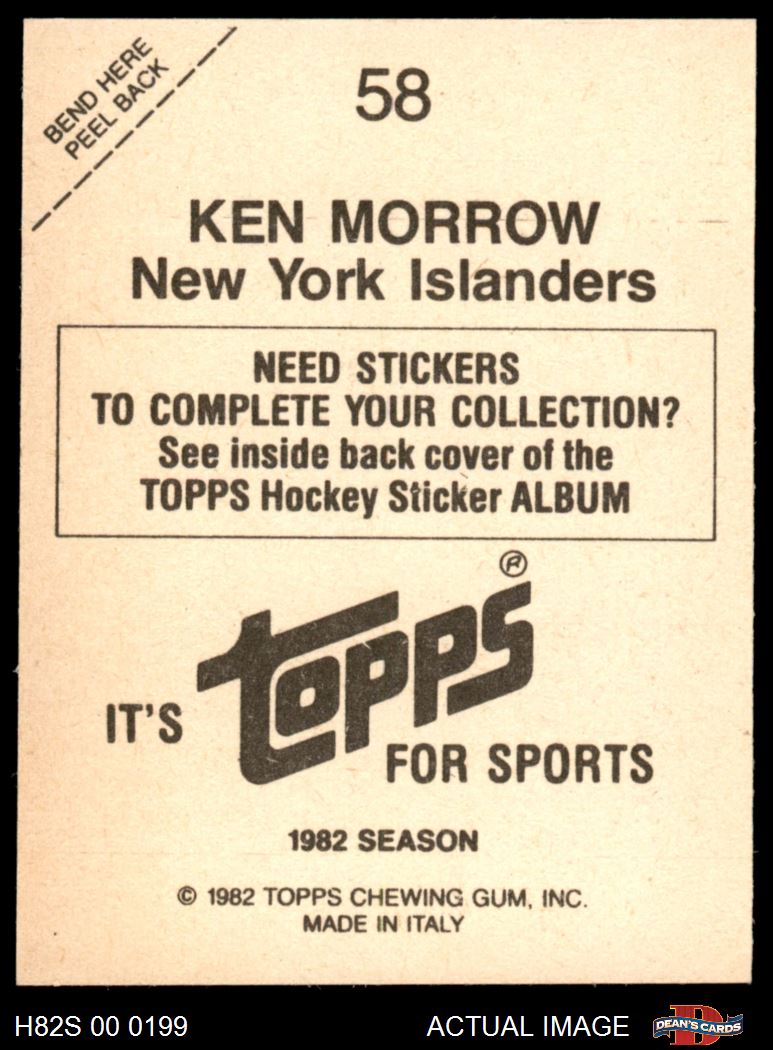 BEND HERE
PEEL BACK
58
KEN MORROW
New York Islanders
NEED STICKERS
TO COMPLETE YOUR COLLECTION?
See inside back cover of the
TOPPS Hockey Sticker ALBUM
IT'S topps®
FOR SPORTS
1982 SEASON
© 1982 TOPPS CHEWING GUM, INC.
MADE IN ITALY
H82S 00 0199
ACTUAL IMAGE
D
DEAN'S CARDS